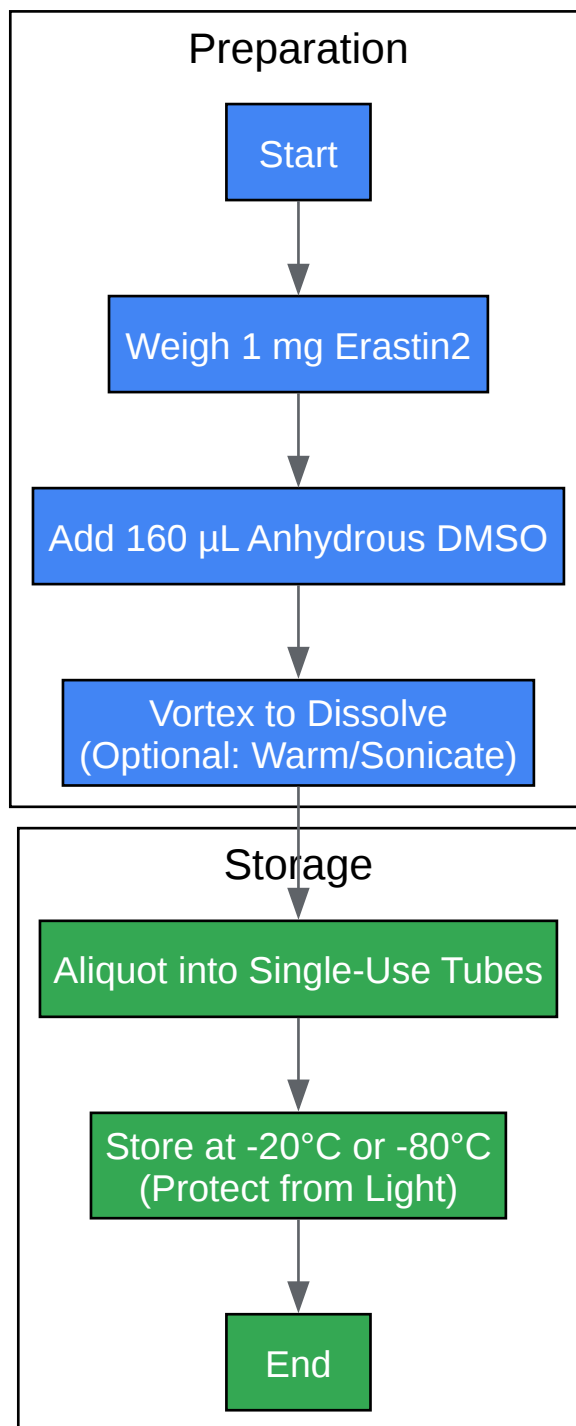 Preparation
Start
Weigh 1 mg Erastin2
Add 160 µL Anhydrous DMSO
Vortex to Dissolve
(Optional: Warm/Sonicate)
Storage
Aliquot into Single-Use Tubes
Store at -20°C or -80°C
(Protect from Light)
End